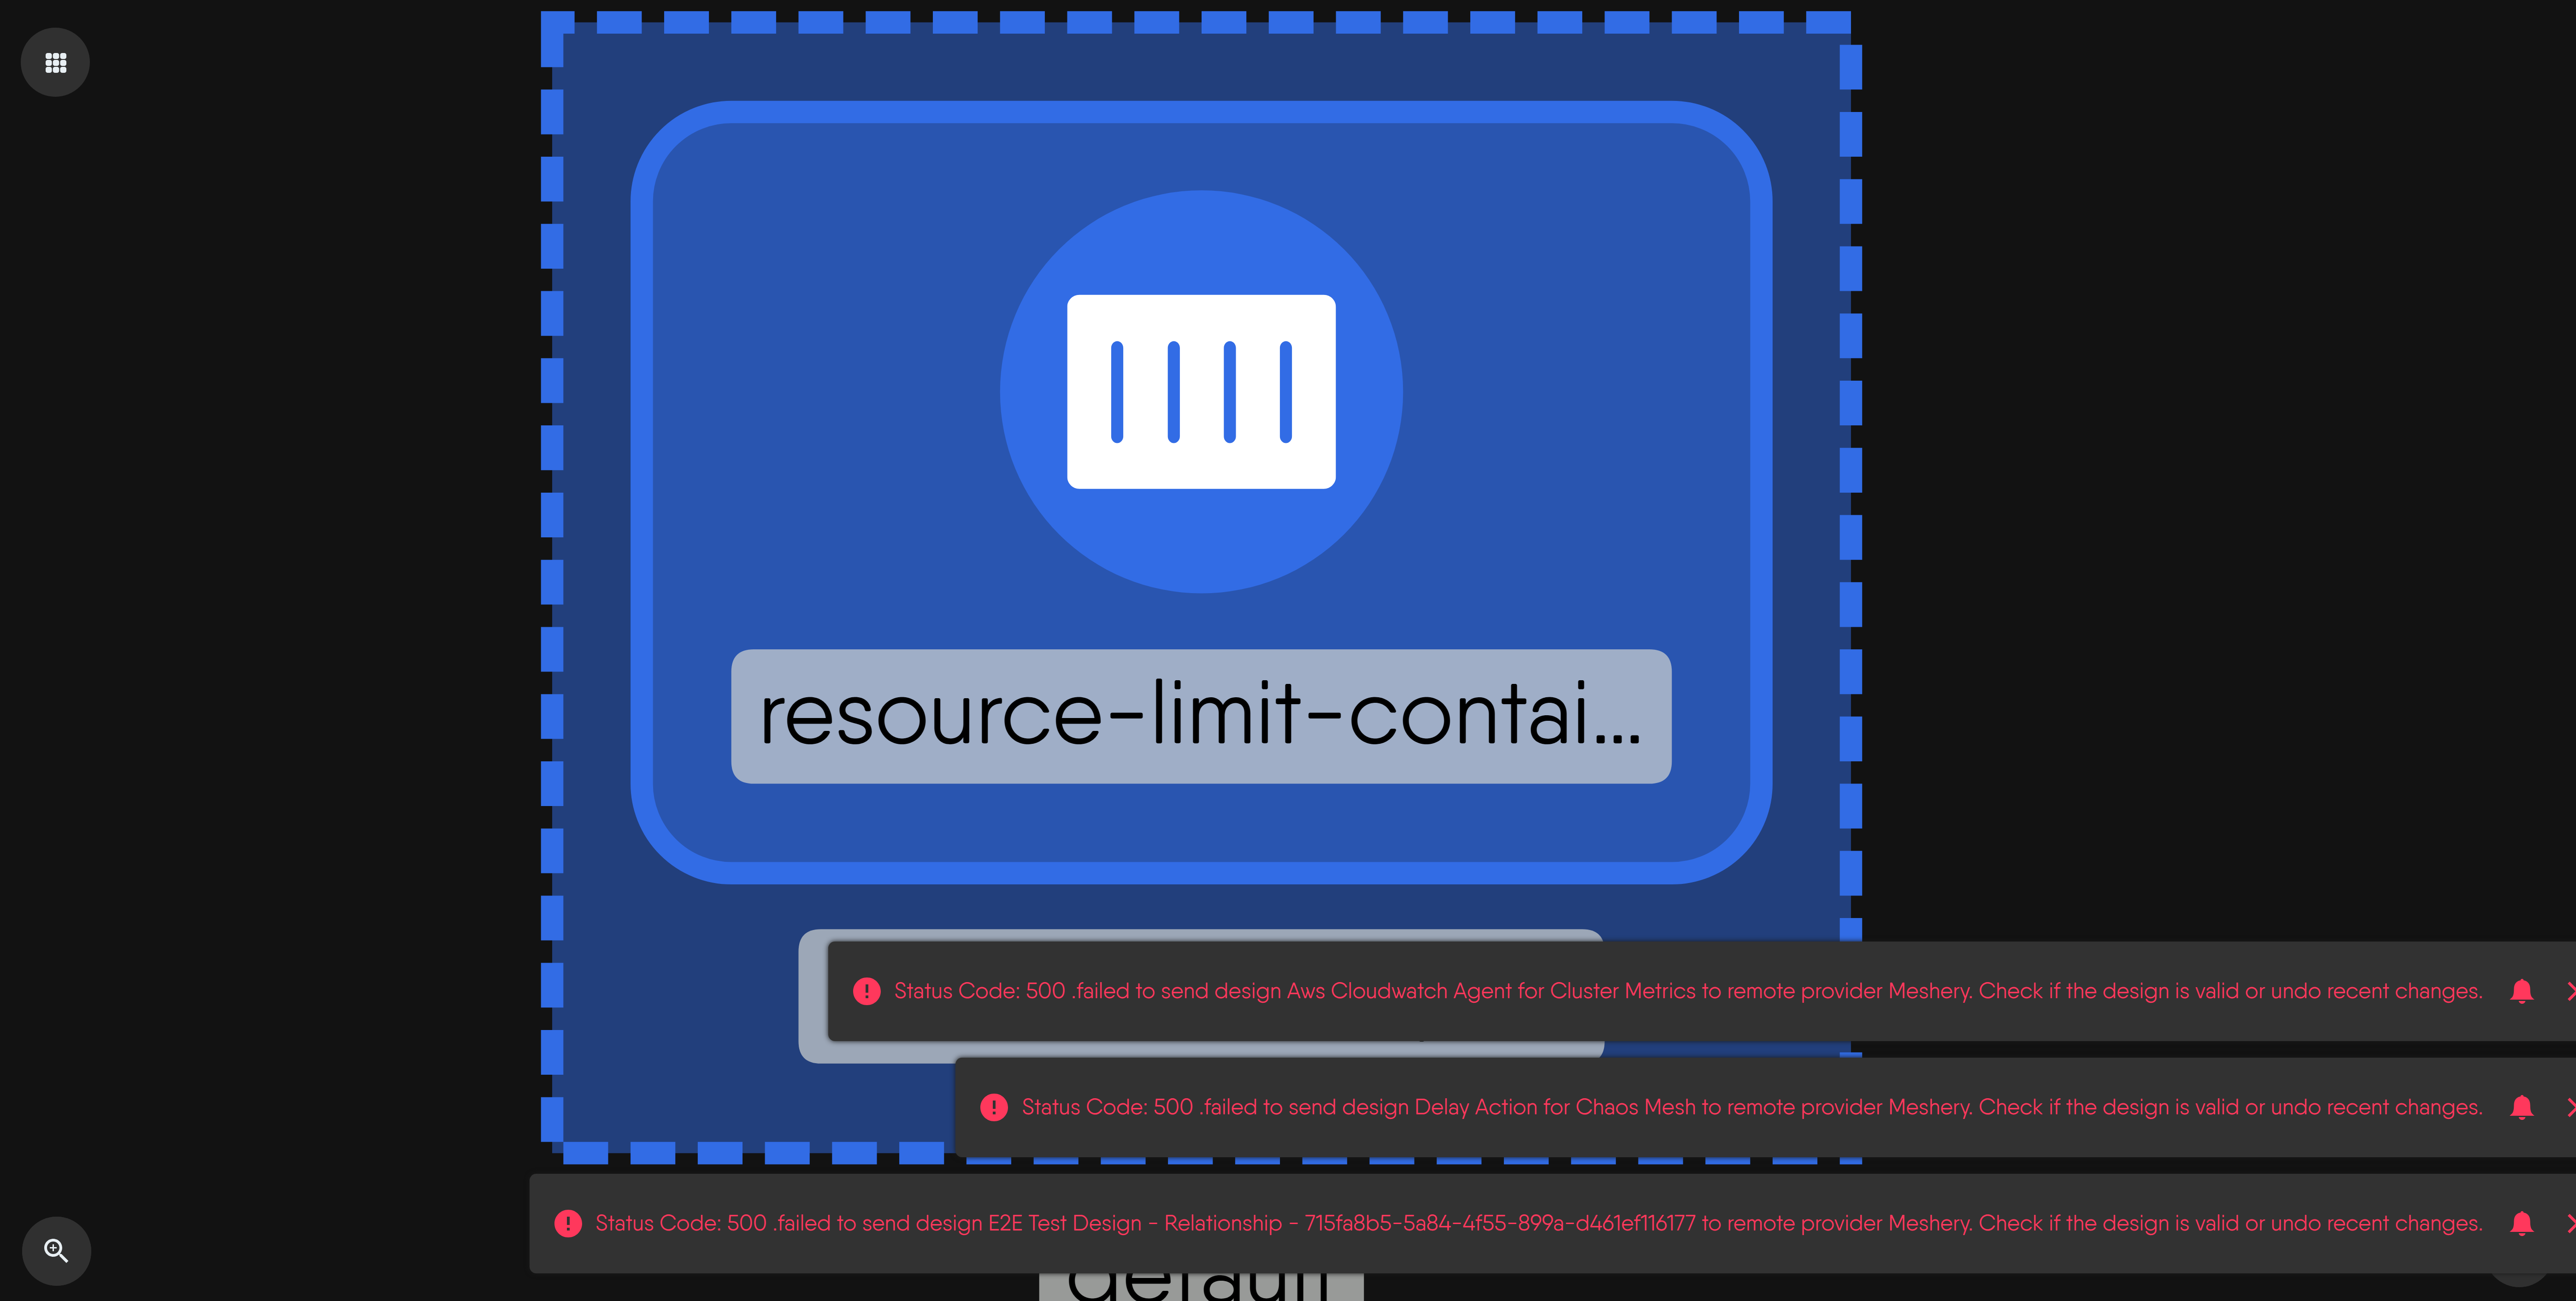 resource-limit-contai...
Status Code: 500 .failed to send design Aws Cloudwatch Agent for Cluster Metrics to remote provider Meshery. Check if the design is valid or undo recent changes.
Status Code: 500 .failed to send design Delay Action for Chaos Mesh to remote provider Meshery. Check if the design is valid or undo recent changes.
Status Code: 500 .failed to send design E2E Test Design - Relationship - 715fa8b5-5a84-4f55-899a-d461ef116177 to remote provider Meshery. Check if the design is valid or undo recent changes.
default